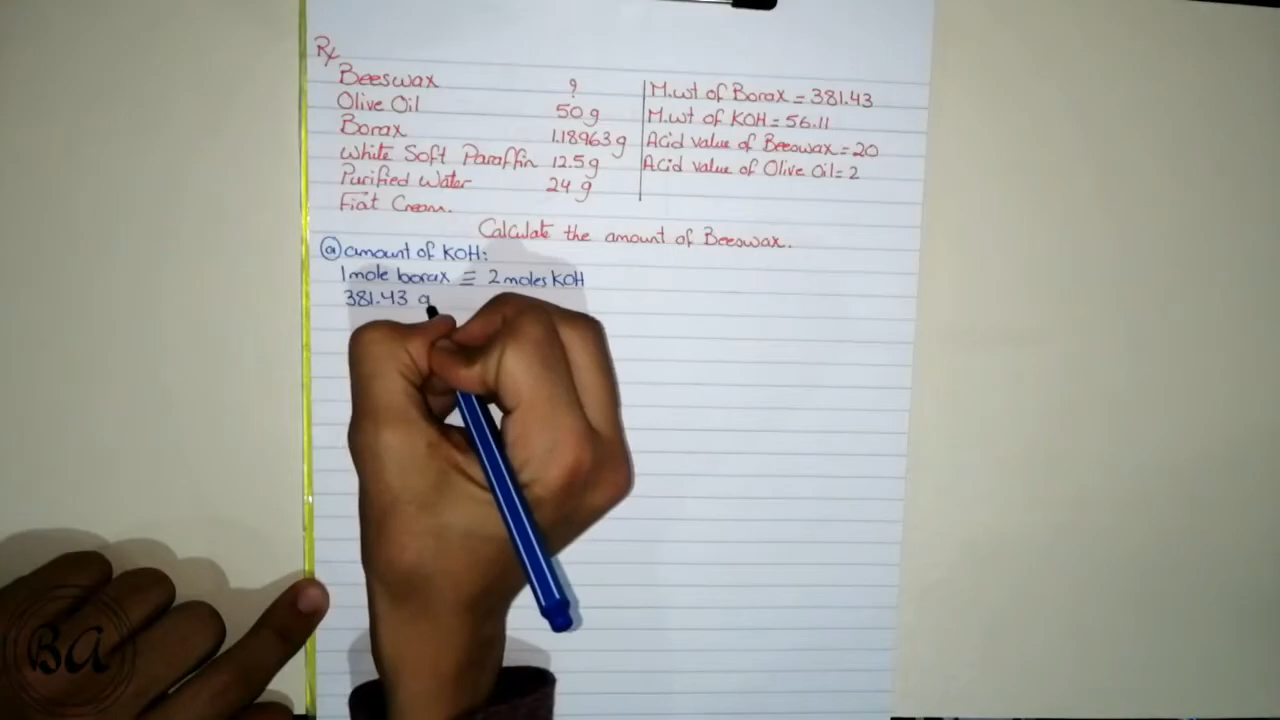 Rx
Beeswax ?
Olive Oil 50 g
Borax 1.18963 g
White Soft Paraffin 12.5 g
Purified Water 24 g
Fiat Cream.
M.wt of Borax = 381.43
M.wt of KOH = 56.11
Acid value of Beeswax = 20
Acid value of Olive Oil = 2
Calculate the amount of Beeswax.
ⓐ amount of KOH:
1 mole borax ≡ 2 moles KOH
381.43 g
BA